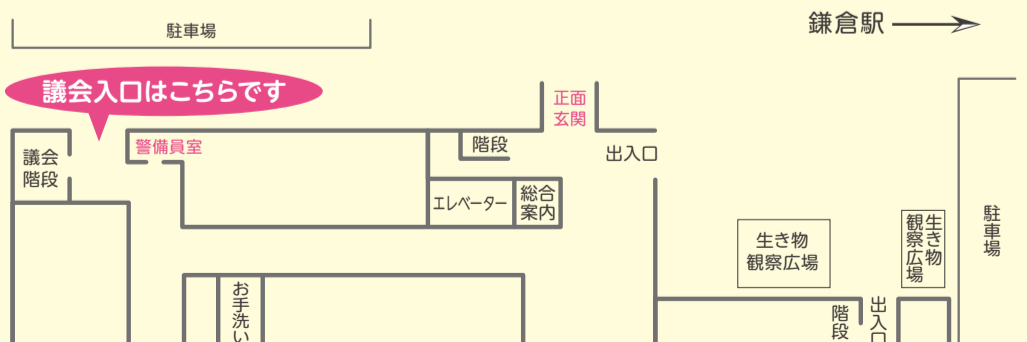 駐車場
鎌倉駅
議会入口はこちらです
正面
玄関
議会
階段
警備員室
階段
出入口
エレベーター
総合
案内
生き物
観察広場
生き物
観察広場
駐車場
お手洗い
階段
出入口